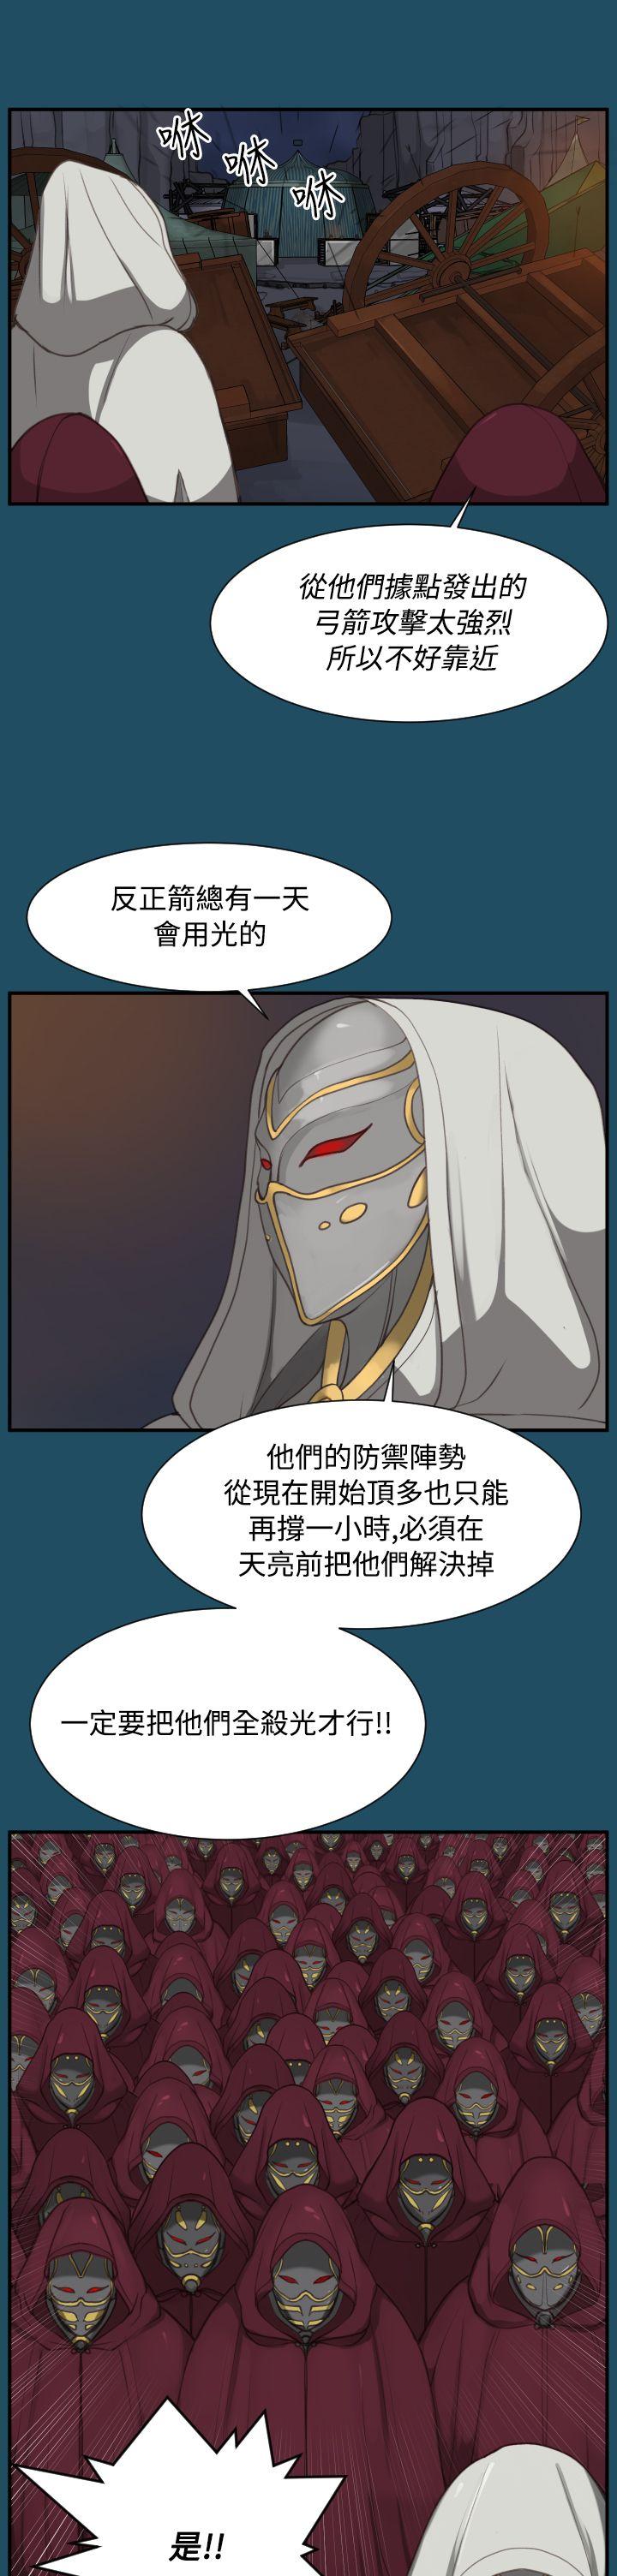 咻
咻
咻
從他們據點發出的
弓箭攻擊太強烈
所以不好靠近
反正箭總有一天
會用光的
他們的防禦陣勢
從現在開始頂多也只能
再撐一小時,必須在
天亮前把他們解決掉
一定要把他們全殺光才行!!
是!!